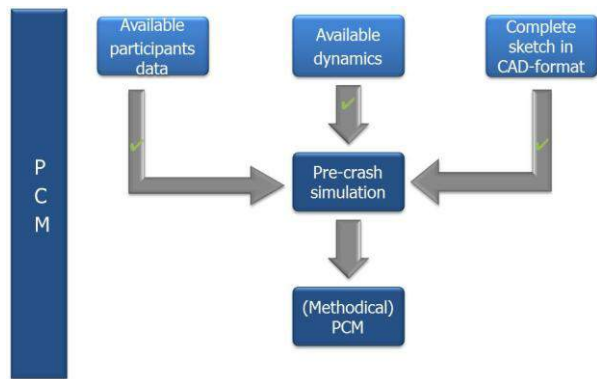 Available
participants
data
Available
dynamics
Complete
sketch in
CAD-format
P
C
M
Pre-crash
simulation
(Methodical)
PCM